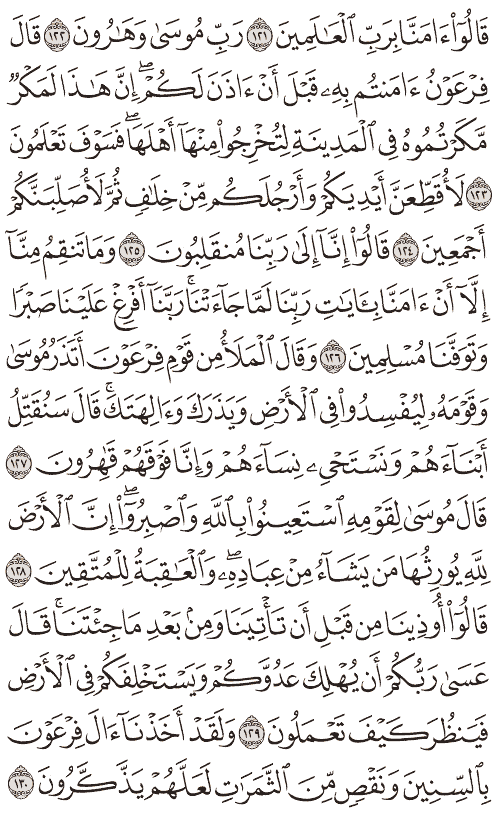 قَالُوٓا۟ ءَامَنَّا بِرَبِّ ٱلْعَٰلَمِينَ ١٢١ رَبِّ مُوسَىٰ وَهَٰرُونَ ١٢٢ قَالَ
فِرْعَوْنُ ءَامَنتُم بِهِۦ قَبْلَ أَنْ ءَاذَنَ لَكُمْ ۖ إِنَّ هَٰذَا لَمَكْرٌ
مَّكَرْتُمُوهُ فِى ٱلْمَدِينَةِ لِتُخْرِجُوا۟ مِنْهَآ أَهْلَهَا ۖ فَسَوْفَ تَعْلَمُونَ
١٢٣ لَأُقَطِّعَنَّ أَيْدِيَكُمْ وَأَرْجُلَكُم مِّنْ خِلَٰفٍ ثُمَّ لَأُصَلِّبَنَّكُمْ
أَجْمَعِينَ ١٢٤ قَالُوٓا۟ إِنَّآ إِلَىٰ رَبِّنَا مُنقَلِبُونَ ١٢٥ وَمَا تَنقِمُ مِنَّآ
إِلَّآ أَنْ ءَامَنَّا بِـَٔايَٰتِ رَبِّنَا لَمَّا جَآءَتْنَا ۚ رَبَّنَآ أَفْرِغْ عَلَيْنَا صَبْرًا
وَتَوَفَّنَا مُسْلِمِينَ ١٢٦ وَقَالَ ٱلْمَلَأُ مِن قَوْمِ فِرْعَوْنَ أَتَذَرُ مُوسَىٰ
وَقَوْمَهُۥ لِيُفْسِدُوا۟ فِى ٱلْأَرْضِ وَيَذَرَكَ وَءَالِهَتَكَ ۚ قَالَ سَنُقَتِّلُ
أَبْنَآءَهُمْ وَنَسْتَحْىِۦ نِسَآءَهُمْ وَإِنَّا فَوْقَهُمْ قَٰهِرُونَ ١٢٧
قَالَ مُوسَىٰ لِقَوْمِهِ ٱسْتَعِينُوا۟ بِٱللَّهِ وَٱصْبِرُوٓا۟ ۖ إِنَّ ٱلْأَرْضَ
لِلَّهِ يُورِثُهَا مَن يَشَآءُ مِنْ عِبَادِهِۦ ۖ وَٱلْعَٰقِبَةُ لِلْمُتَّقِينَ ١٢٨
قَالُوٓا۟ أُوذِينَا مِن قَبْلِ أَن تَأْتِيَنَا وَمِنۢ بَعْدِ مَا جِئْتَنَا ۚ قَالَ
عَسَىٰ رَبُّكُمْ أَن يُهْلِكَ عَدُوَّكُمْ وَيَسْتَخْلِفَكُمْ فِى ٱلْأَرْضِ
فَيَنظُرَ كَيْفَ تَعْمَلُونَ ١٢٩ وَلَقَدْ أَخَذْنَآ ءَالَ فِرْعَوْنَ
بِٱلسِّنِينَ وَنَقْصٍ مِّنَ ٱلثَّمَرَٰتِ لَعَلَّهُمْ يَذَّكَّرُونَ ١٣٠